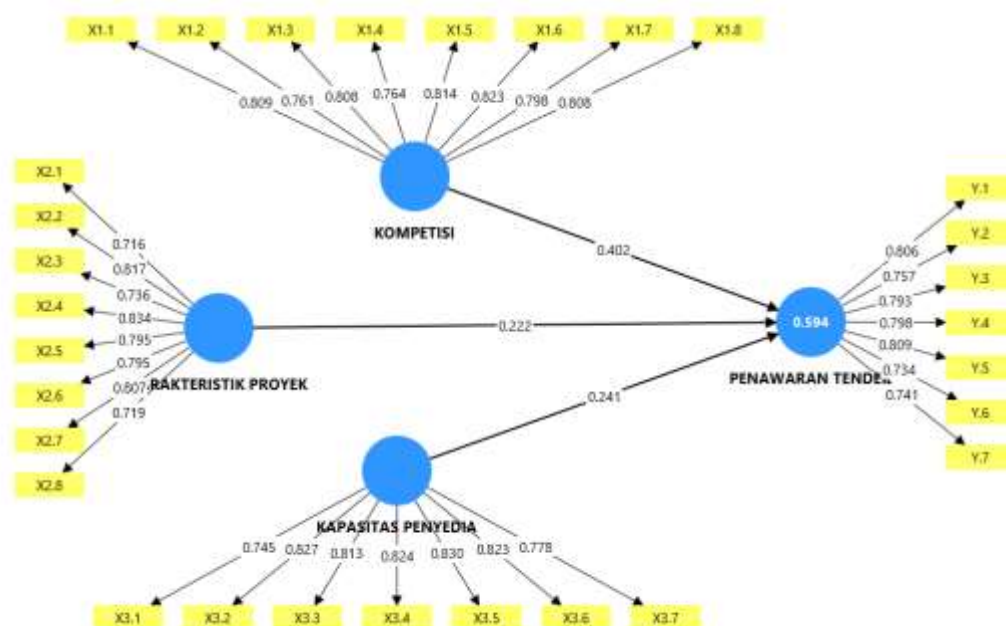 X1.1 X1.2 X1.3 X1.4 X1.5 X1.6 X1.7 X1.8
0.809 0.761 0.808 0.764 0.814 0.823 0.798 0.808
KOMPETISI
X2.1
X2.2
X2.3
X2.4
X2.5
X2.6
X2.7
X2.8
0.716
0.817
0.736
0.834
0.795
0.795
0.807
0.719
RAKTERISTIK PROYEK
0.402
0.222
0.241
0.594
PENAWARAN TENDE
0.806
0.757
0.793
0.798
0.809
0.734
0.741
Y.1
Y.2
Y.3
Y.4
Y.5
Y.6
Y.7
KAPASITAS PENYEDIA
0.745 0.827 0.813 0.824 0.830 0.823 0.778
X3.1 X3.2 X3.3 X3.4 X3.5 X3.6 X3.7